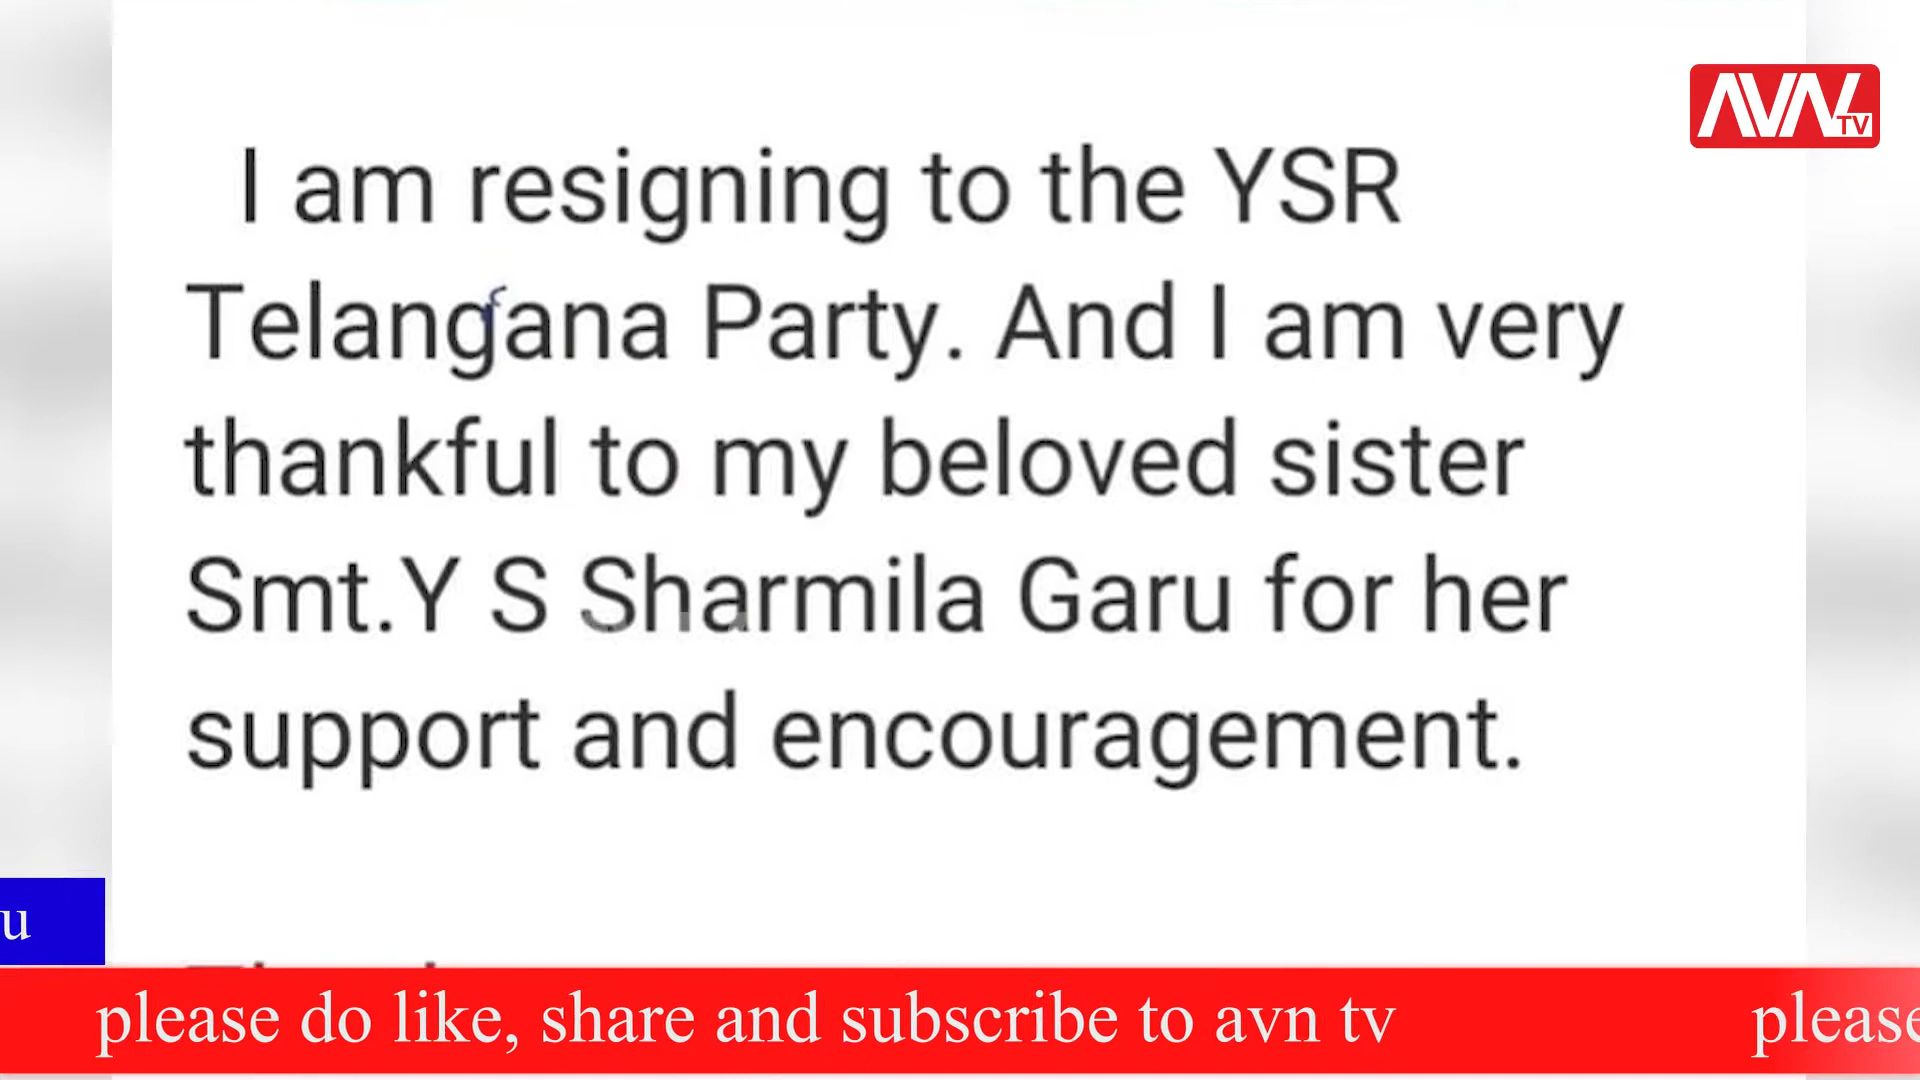 AVN TV
I am resigning to the YSR
Telangana Party. And I am very
thankful to my beloved sister
Smt.Y S Sharmila Garu for her
support and encouragement.
u
please do like, share and subscribe to avn tv please